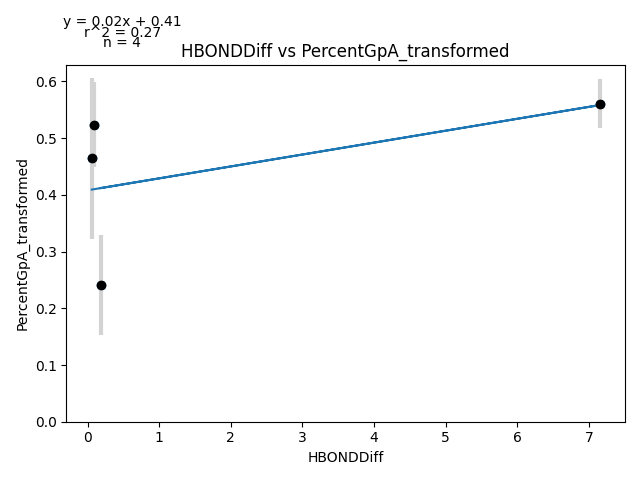 y = 0.02x + 0.41
r^2 = 0.27
n = 4
HBONDDiff vs PercentGpA_transformed
0.6
0.5
0.4
0.3
0.2
0.1
0.0
PercentGpA_transformed
0 1 2 3 4 5 6 7
HBONDDiff